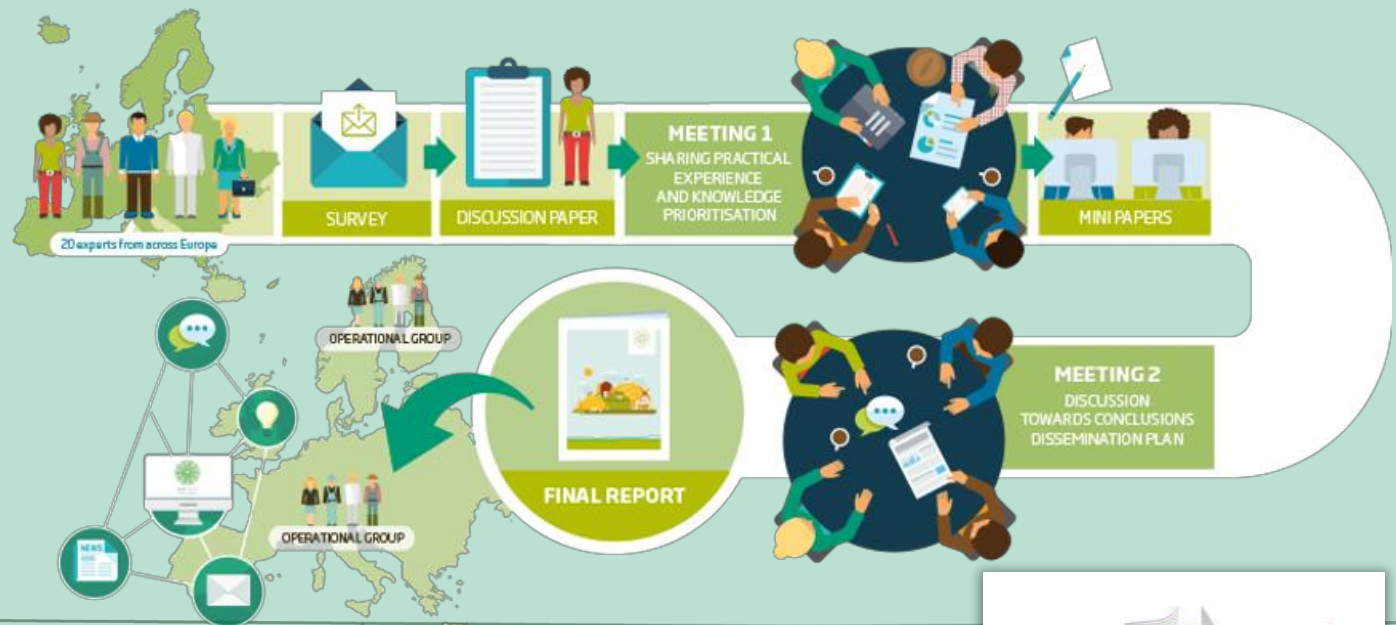 20 experts from across Europe
SURVEY
DISCUSSION PAPER
MEETING 1
SHARING PRACTICAL
EXPERIENCE
AND KNOWLEDGE
PRIORITISATION
MINI PAPERS
MEETING 2
DISCUSSION
TOWARDS CONCLUSIONS
DISSEMINATION PLAN
FINAL REPORT
OPERATIONAL GROUP
OPERATIONAL GROUP
NEWS